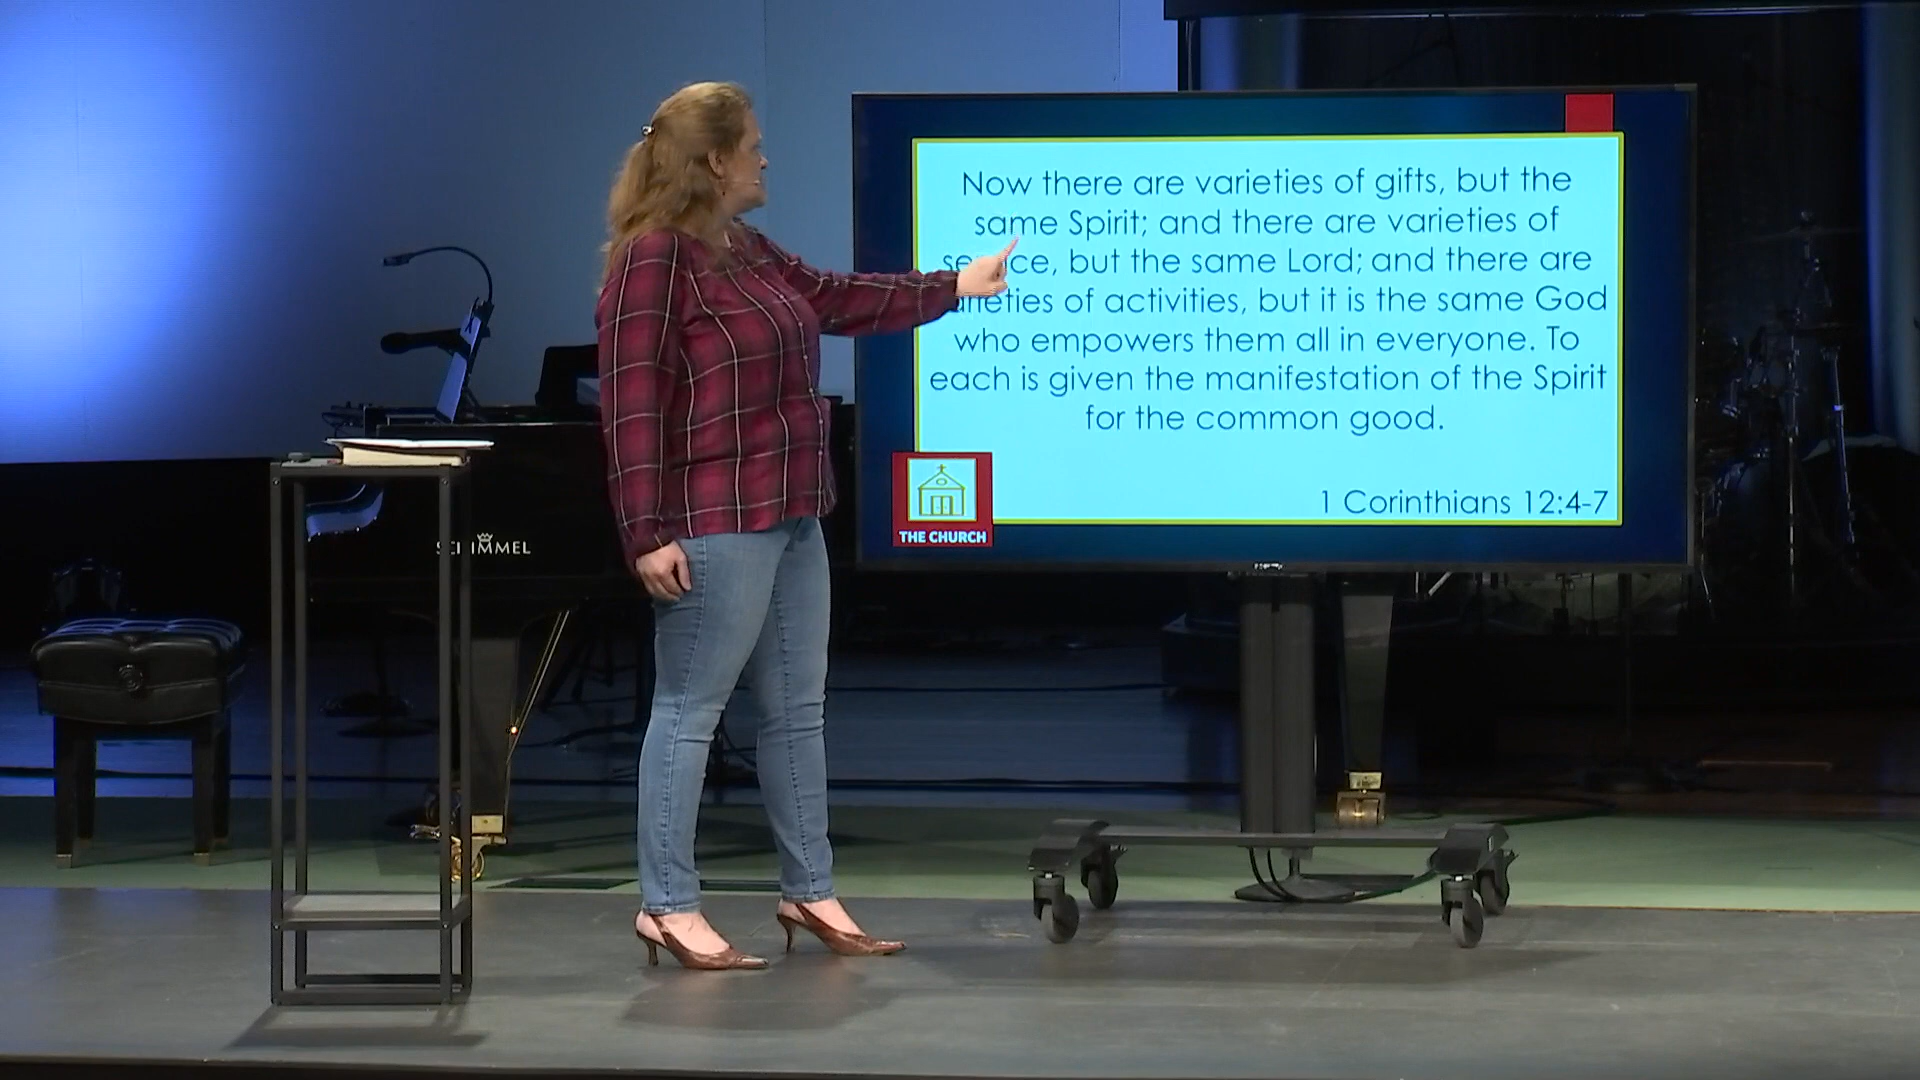 Now there are varieties of gifts, but the
same Spirit; and there are varieties of
service, but the same Lord; and there are
varieties of activities, but it is the same God
who empowers them all in everyone. To
each is given the manifestation of the Spirit
for the common good.
1 Corinthians 12:4-7
THE CHURCH
SCHIMMEL